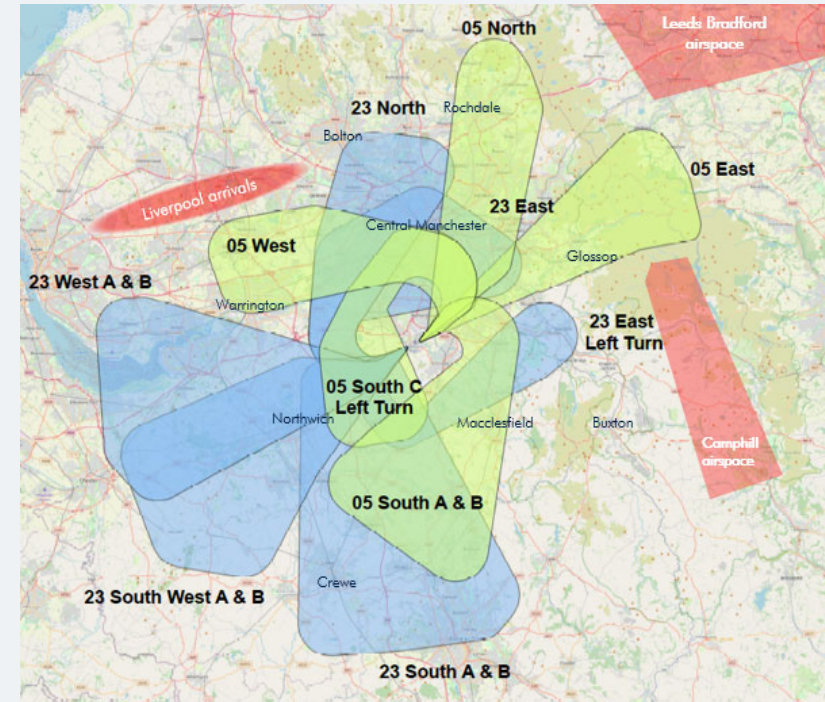 05 North
Leeds Bradford
airspace
23 North
Rochdale
Bolton
05 East
Liverpool arrivals
23 East
Central Manchester
05 West
Glossop
23 West A & B
Warrington
23 East
Left Turn
05 South C
Left Turn
Northwich
Macclesfield
Buxton
Camphill
airspace
05 South A & B
Crewe
23 South West A & B
23 South A & B